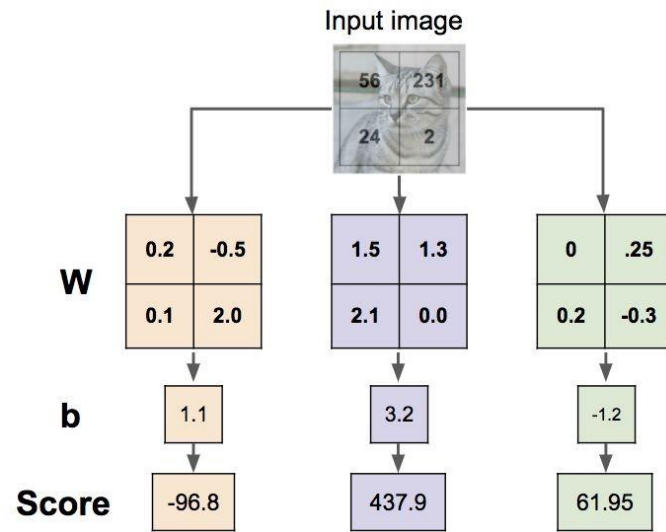 Input image
56 231
24 2
W
0.2 -0.5 1.5 1.3 0 .25
0.1 2.0 2.1 0.0 0.2 -0.3
b 1.1 3.2 -1.2
Score -96.8 437.9 61.95